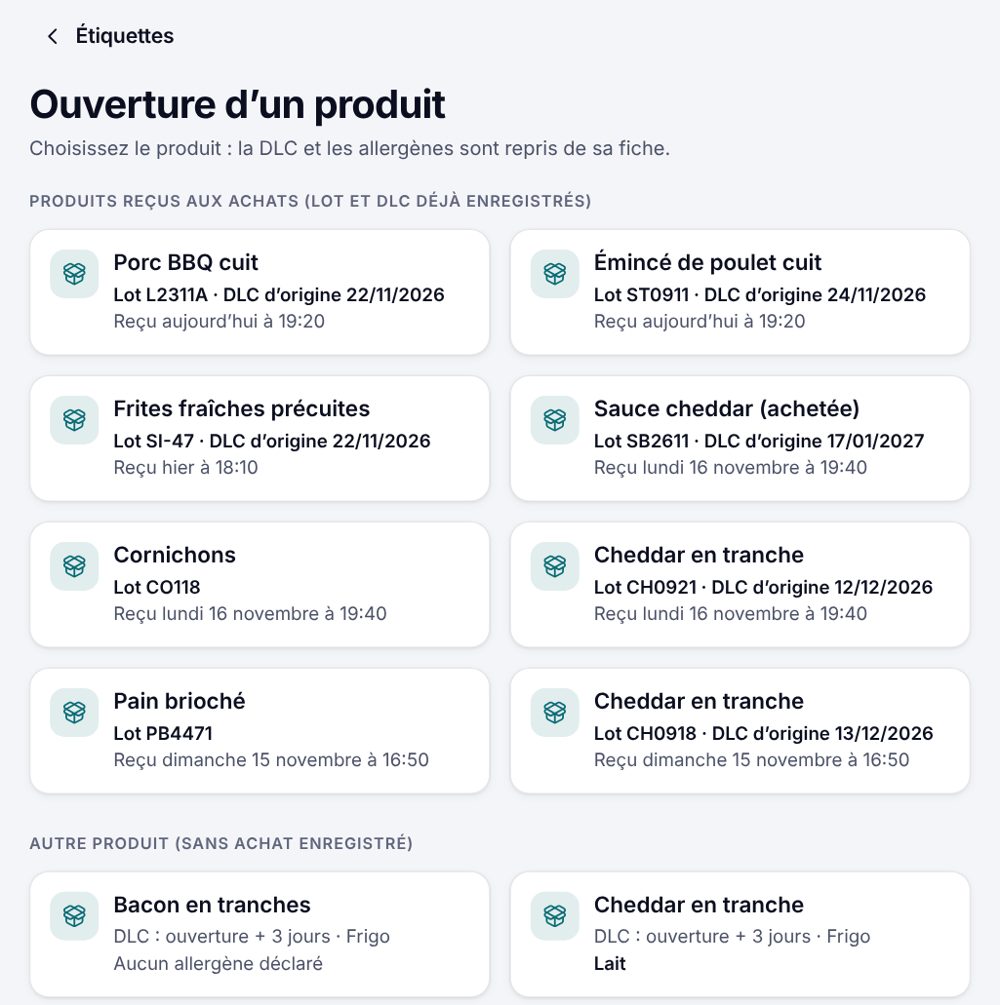 Étiquettes
Ouverture d’un produit
Choisissez le produit : la DLC et les allergènes sont repris de sa fiche.
PRODUITS REÇUS AUX ACHATS (LOT ET DLC DÉJÀ ENREGISTRÉS)
Porc BBQ cuit
Lot L2311A · DLC d’origine 22/11/2026
Reçu aujourd’hui à 19:20
Émincé de poulet cuit
Lot ST0911 · DLC d’origine 24/11/2026
Reçu aujourd’hui à 19:20
Frites fraîches précuites
Lot SI-47 · DLC d’origine 22/11/2026
Reçu hier à 18:10
Sauce cheddar (achetée)
Lot SB2611 · DLC d’origine 17/01/2027
Reçu lundi 16 novembre à 19:40
Cornichons
Lot CO118
Reçu lundi 16 novembre à 19:40
Cheddar en tranche
Lot CH0921 · DLC d’origine 12/12/2026
Reçu lundi 16 novembre à 19:40
Pain brioché
Lot PB4471
Reçu dimanche 15 novembre à 16:50
Cheddar en tranche
Lot CH0918 · DLC d’origine 13/12/2026
Reçu dimanche 15 novembre à 16:50
AUTRE PRODUIT (SANS ACHAT ENREGISTRÉ)
Bacon en tranches
DLC : ouverture + 3 jours · Frigo
Aucun allergène déclaré
Cheddar en tranche
DLC : ouverture + 3 jours · Frigo
Lait